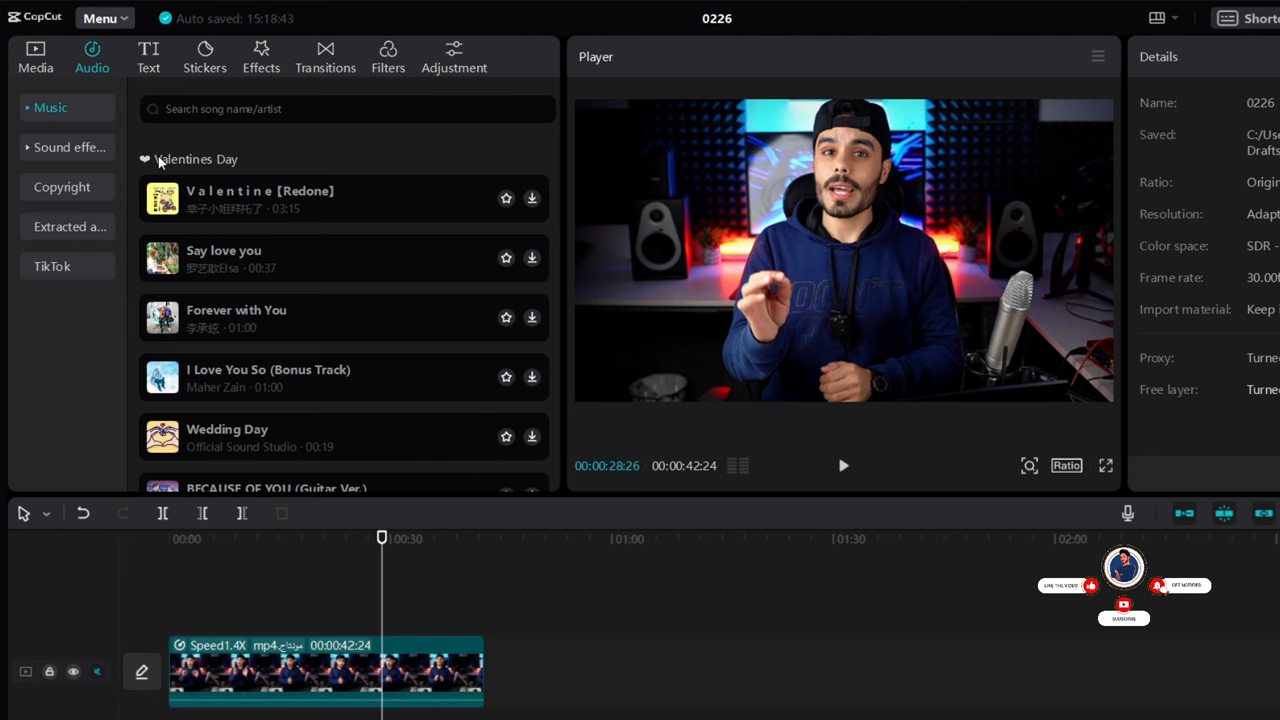 CapCut
Menu
Auto saved: 15:18:43
0226
Media
Audio
Text
Stickers
Effects
Transitions
Filters
Adjustment
Music
Sound effe...
Copyright
Extracted a...
TikTok
Search song name/artist
❤ Valentines Day
V a l e n t i n e [Redone]
幸子小姐拜托了 · 03:15
Say love you
罗艺歆Elsa · 00:37
Forever with You
李承铉 · 01:00
I Love You So (Bonus Track)
Maher Zain · 01:00
Wedding Day
Official Sound Studio · 00:19
BECAUSE OF YOU (Guitar Ver.)
Player
00:00:28:26 / 00:00:42:24
Ratio
Details
Name: 0226
Saved: C:/Use
Drafts
Ratio: Origin
Resolution: Adapt
Color space: SDR -
Frame rate: 30.00f
Import material: Keep
Proxy: Turne
Free layer: Turne
00:00
00:30
01:00
01:30
02:00
LIKE THE VIDEO
GET NOTIFIED
SUBSCRIBE
Speed1.4X مونتاج.mp4 00:00:42:24
Shortc